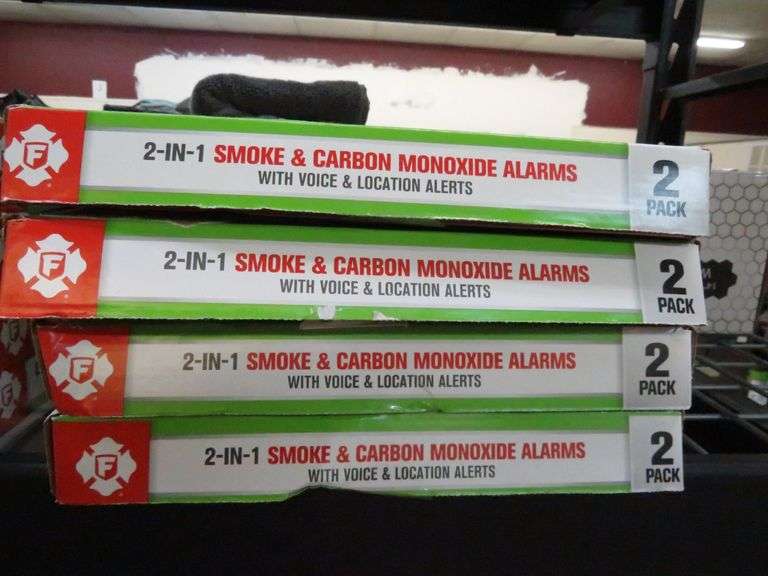 F
2-IN-1 SMOKE & CARBON MONOXIDE ALARMS
WITH VOICE & LOCATION ALERTS
2
PACK
F
2-IN-1 SMOKE & CARBON MONOXIDE ALARMS
WITH VOICE & LOCATION ALERTS
2
PACK
F
2-IN-1 SMOKE & CARBON MONOXIDE ALARMS
WITH VOICE & LOCATION ALERTS
2
PACK
F
2-IN-1 SMOKE & CARBON MONOXIDE ALARMS
WITH VOICE & LOCATION ALERTS
2
PACK